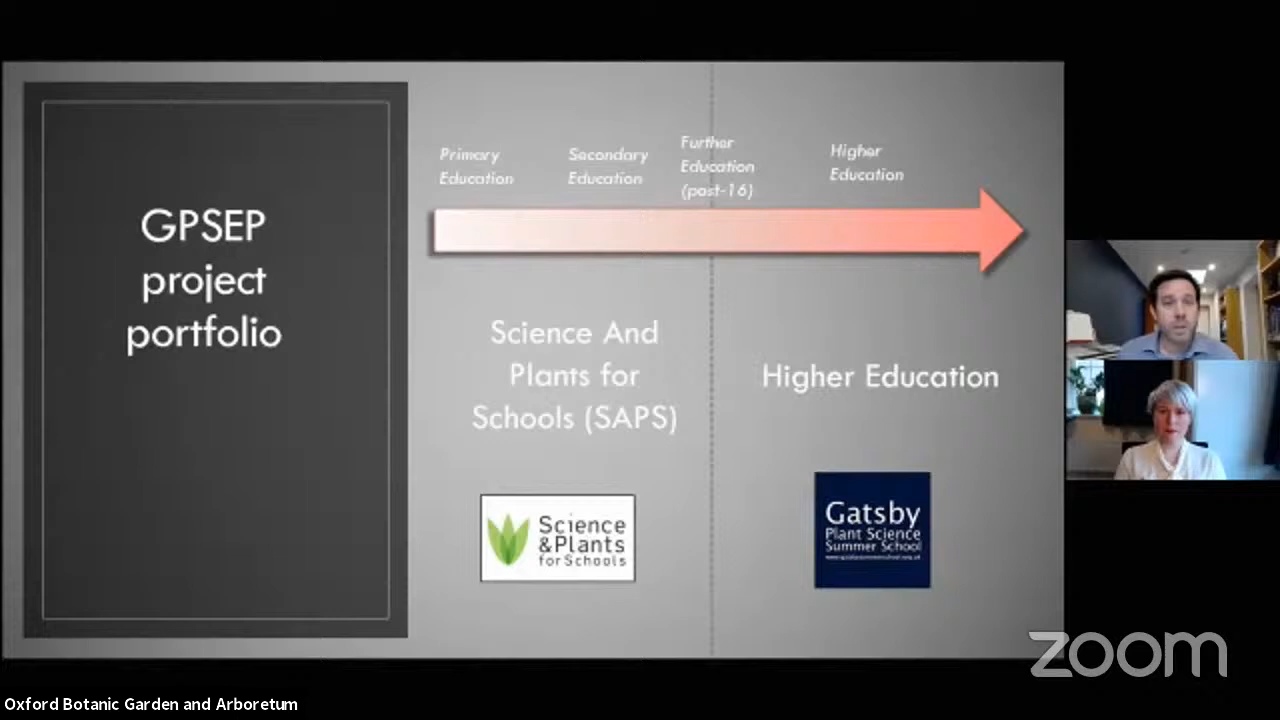 GPSEP
project
portfolio
Primary
Education
Secondary
Education
Further
Education
(post-16)
Higher
Education
Science And
Plants for
Schools (SAPS)
Higher Education
Science
&Plants
for Schools
Gatsby
Plant Science
Summer School
zoom
Oxford Botanic Garden and Arboretum